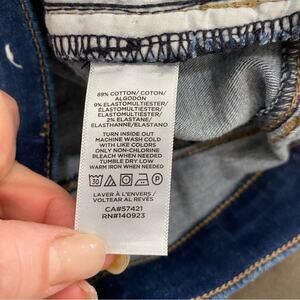 89% COTTON/ COTON/
ALGODON
9% ELASTOMULTIESTER/
ELASTOMULTIESTER/
ELASTOMULTIESTER
2% ELASTANE/
ELASTHANNE/ELASTANO
TURN INSIDE OUT
MACHINE WASH COLD
WITH LIKE COLORS
ONLY NON-CHLORINE
BLEACH WHEN NEEDED
TUMBLE DRY LOW
WARM IRON WHEN NEEDED
30
P
LAVER À L'ENVERS /
VOLTEAR AL REVÉS
CA#57421
RN#140923